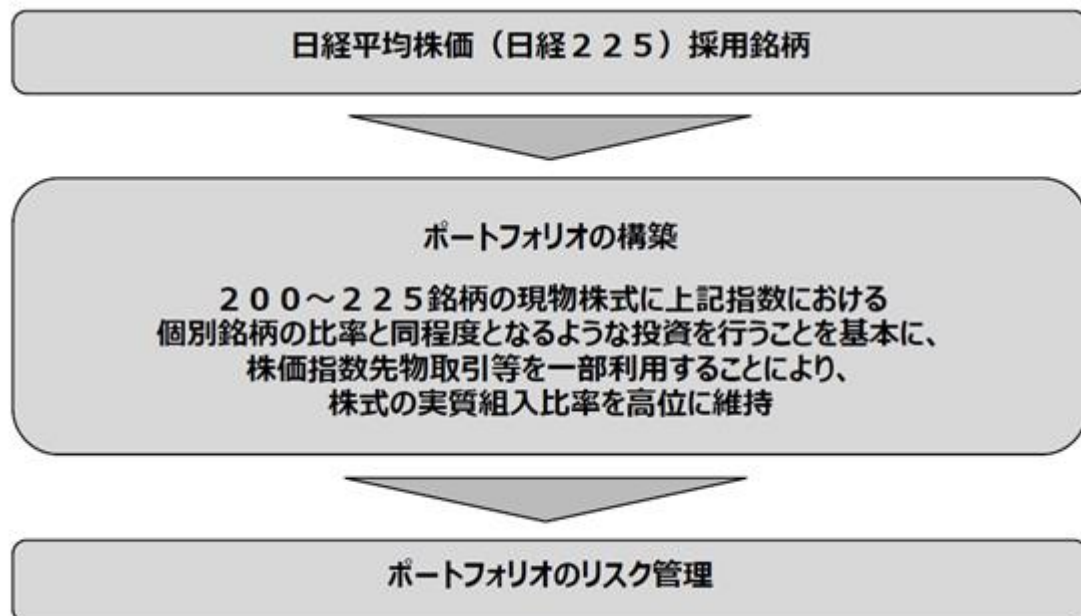 日経平均株価（日経２２５）採用銘柄
ポートフォリオの構築
２００～２２５銘柄の現物株式に上記指数における
個別銘柄の比率と同程度となるような投資を行うことを基本に、
株価指数先物取引等を一部利用することにより、
株式の実質組入比率を高位に維持
ポートフォリオのリスク管理